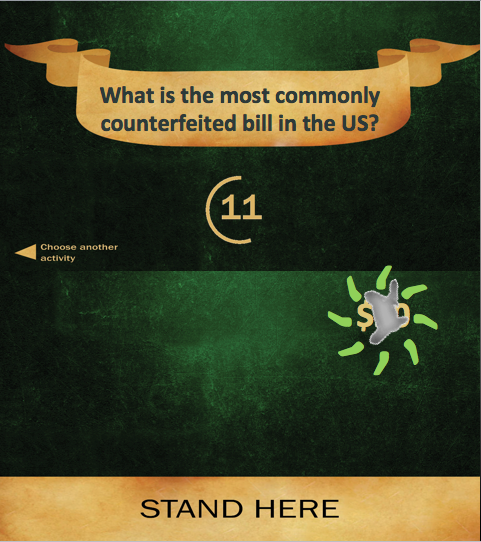 What is the most commonly
counterfeited bill in the US?
11
Choose another
activity
STAND HERE